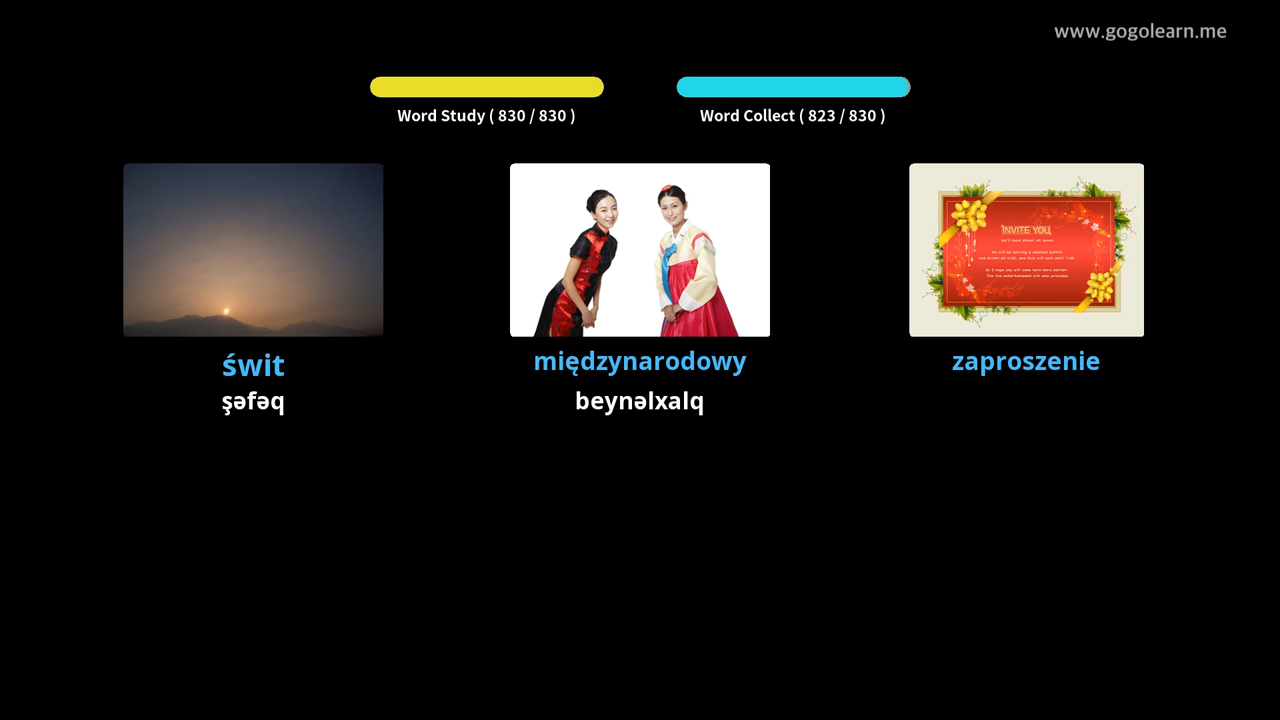 www.gogolearn.me
Word Study ( 830 / 830 )
Word Collect ( 823 / 830 )
INVITE YOU
świt
międzynarodowy
zaproszenie
şəfəq
beynəlxalq